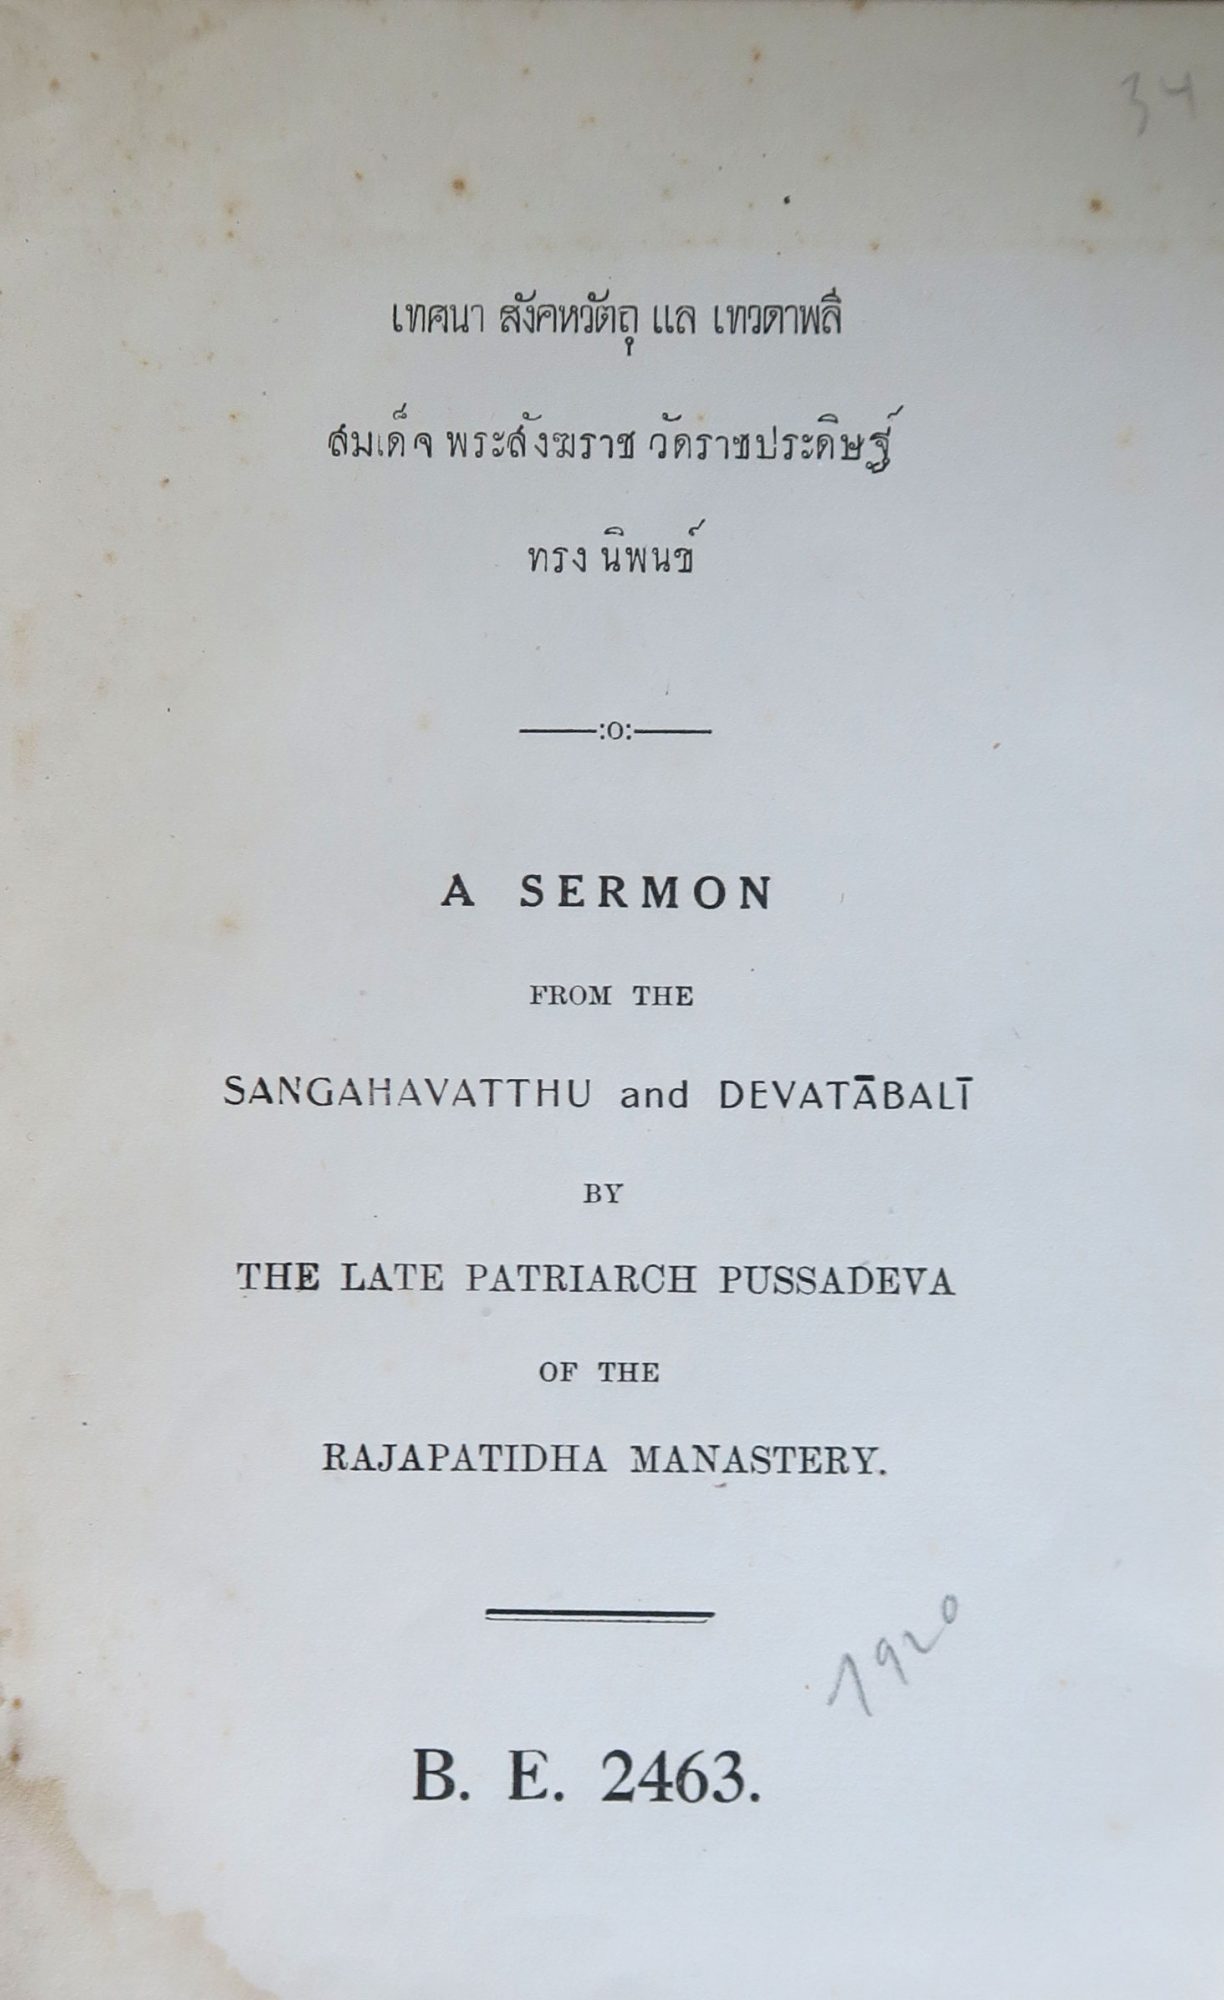 34
เทศนา สังคหวัตถุ แล เทวดาพลี
สมเด็จ พระสังฆราช วัดราชประดิษฐ์
ทรง นิพนธ์
:o:
A SERMON
FROM THE
SANGAHAVATTHU and DEVATĀBALĪ
BY
THE LATE PATRIARCH PUSSADEVA
OF THE
RAJAPATIDHA MANASTERY.
1920
B. E. 2463.